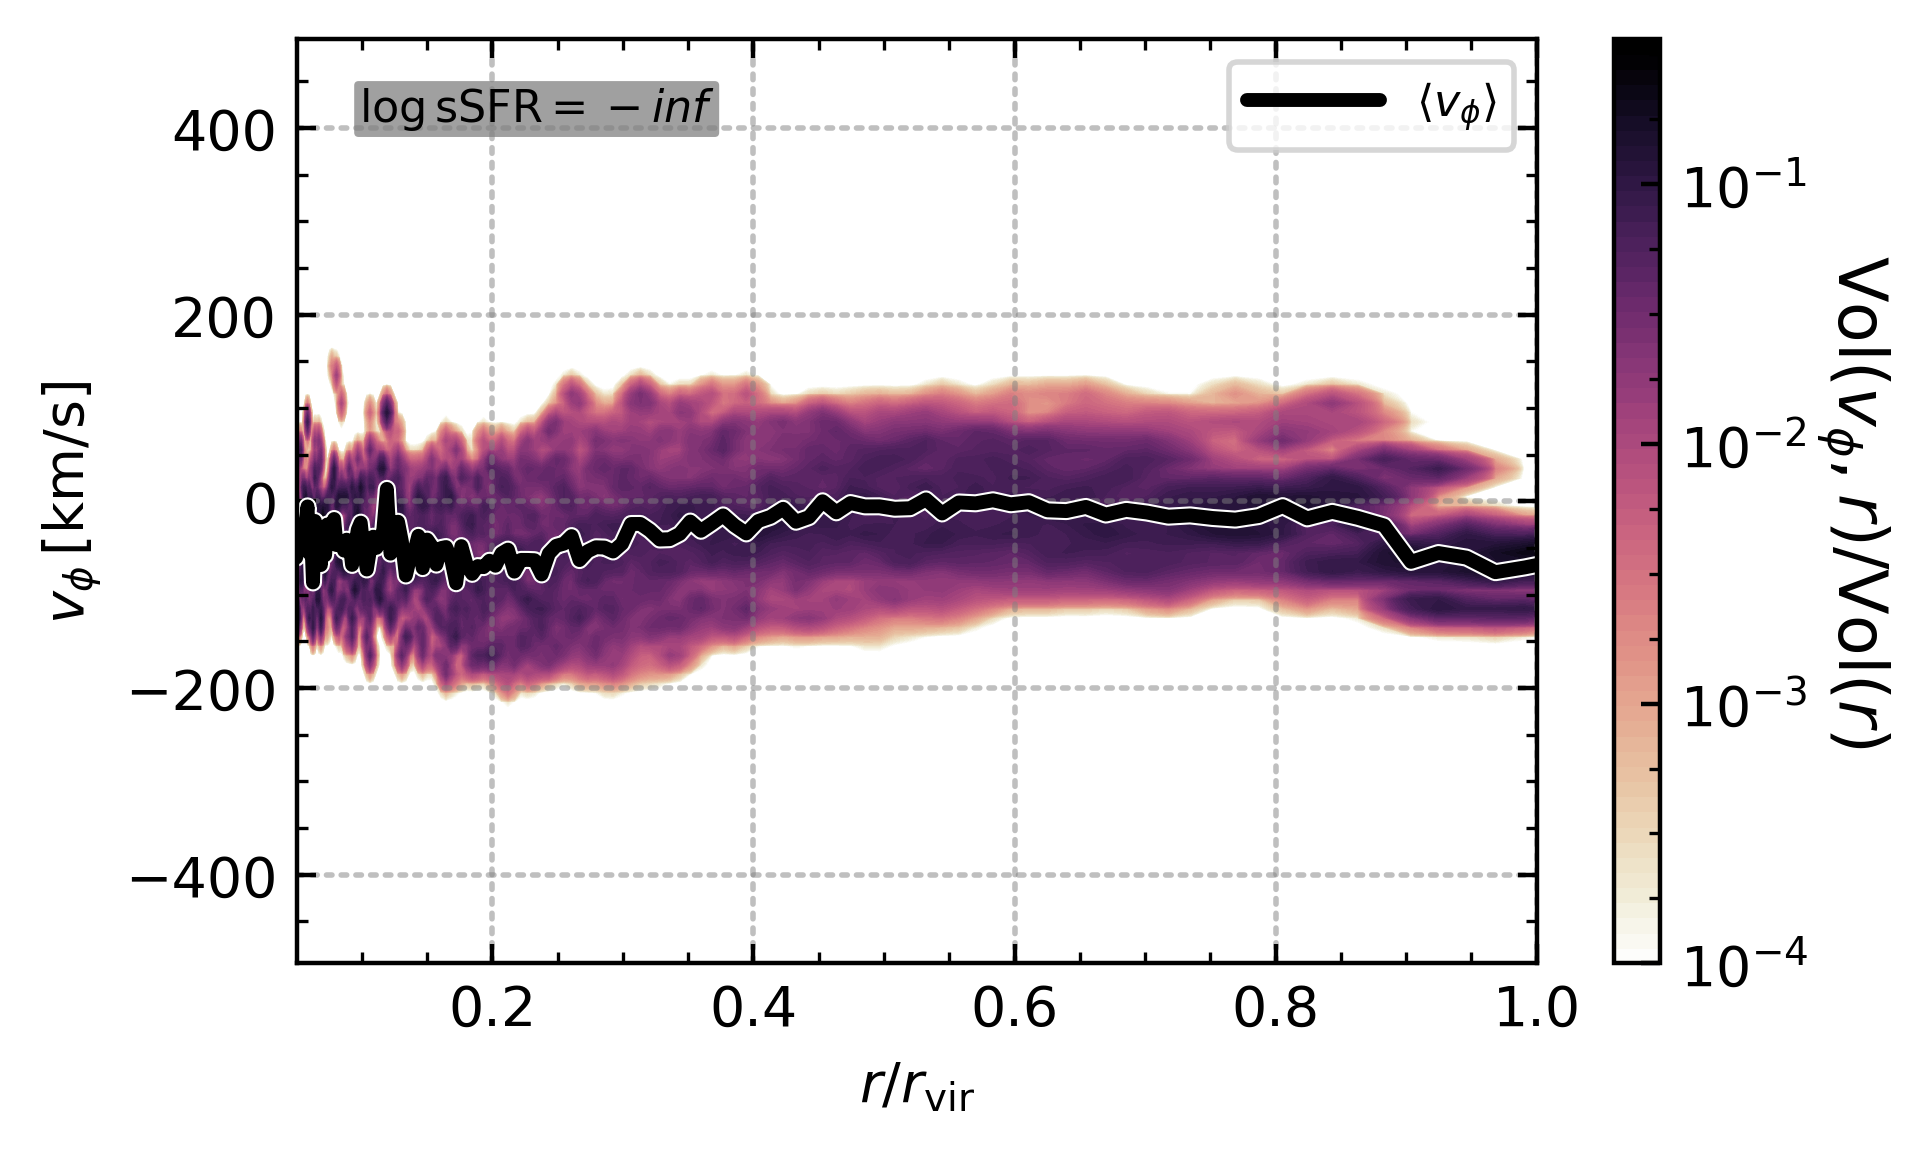 log sSFR = −inf
⟨v_ϕ⟩
400
200
0
−200
−400
v_ϕ [km/s]
0.2 0.4 0.6 0.8 1.0
r/r_vir
10⁻¹
10⁻²
10⁻³
10⁻⁴
Vol(v_ϕ, r)/Vol(r)